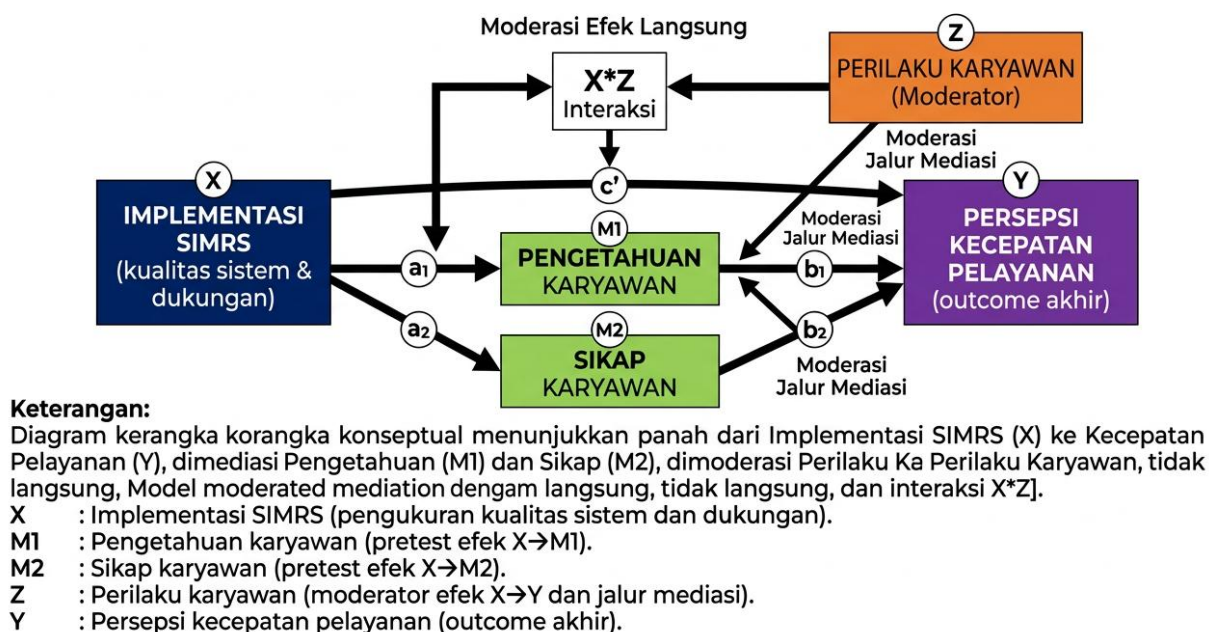 Moderasi Efek Langsung
Z
PERILAKU KARYAWAN
(Moderator)
X*Z
Interaksi
Moderasi
Jalur Mediasi
X
IMPLEMENTASI
SIMRS
(kualitas sistem &
dukungan)
c'
Y
PERSEPSI
KECEPATAN
PELAYANAN
(outcome akhir)
M1
PENGETAHUAN
KARYAWAN
Moderasi
Jalur Mediasi
a1
b1
a2
b2
M2
SIKAP
KARYAWAN
Moderasi
Jalur Mediasi
Keterangan:
Diagram kerangka korangka konseptual menunjukkan panah dari Implementasi SIMRS (X) ke Kecepatan
Pelayanan (Y), dimediasi Pengetahuan (M1) dan Sikap (M2), dimoderasi Perilaku Ka Perilaku Karyawan, tidak
langsung, Model moderated mediation dengam langsung, tidak langsung, dan interaksi X*Z].
X : Implementasi SIMRS (pengukuran kualitas sistem dan dukungan).
M1 : Pengetahuan karyawan (pretest efek X→M1).
M2 : Sikap karyawan (pretest efek X→M2).
Z : Perilaku karyawan (moderator efek X→Y dan jalur mediasi).
Y : Persepsi kecepatan pelayanan (outcome akhir).